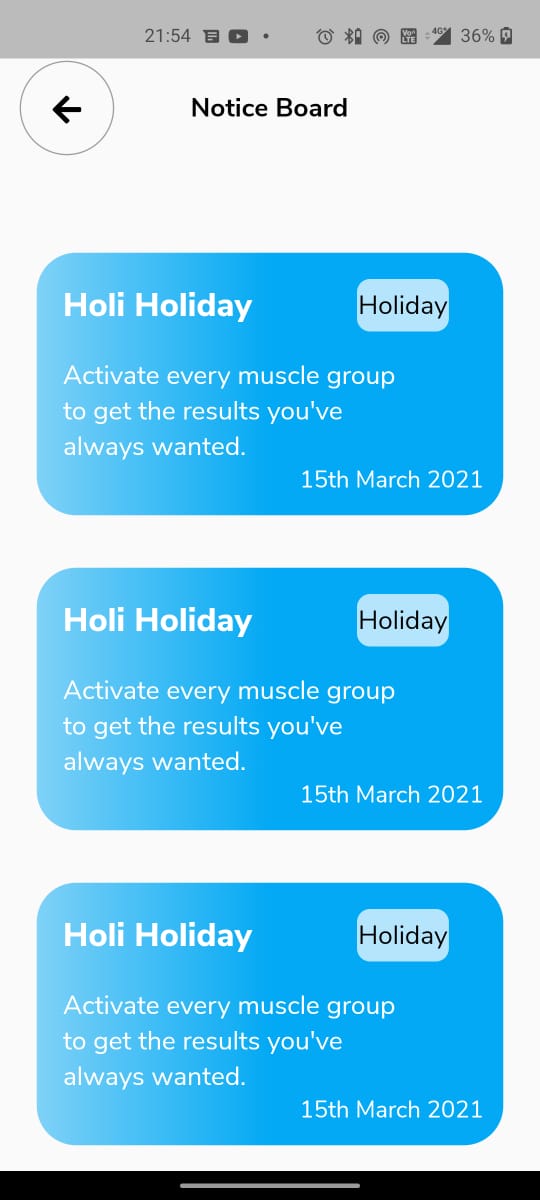 21:54 Vo LTE 4G+ 36%
Notice Board
Holi Holiday Holiday
Activate every muscle group
to get the results you've
always wanted.
15th March 2021
Holi Holiday Holiday
Activate every muscle group
to get the results you've
always wanted.
15th March 2021
Holi Holiday Holiday
Activate every muscle group
to get the results you've
always wanted.
15th March 2021